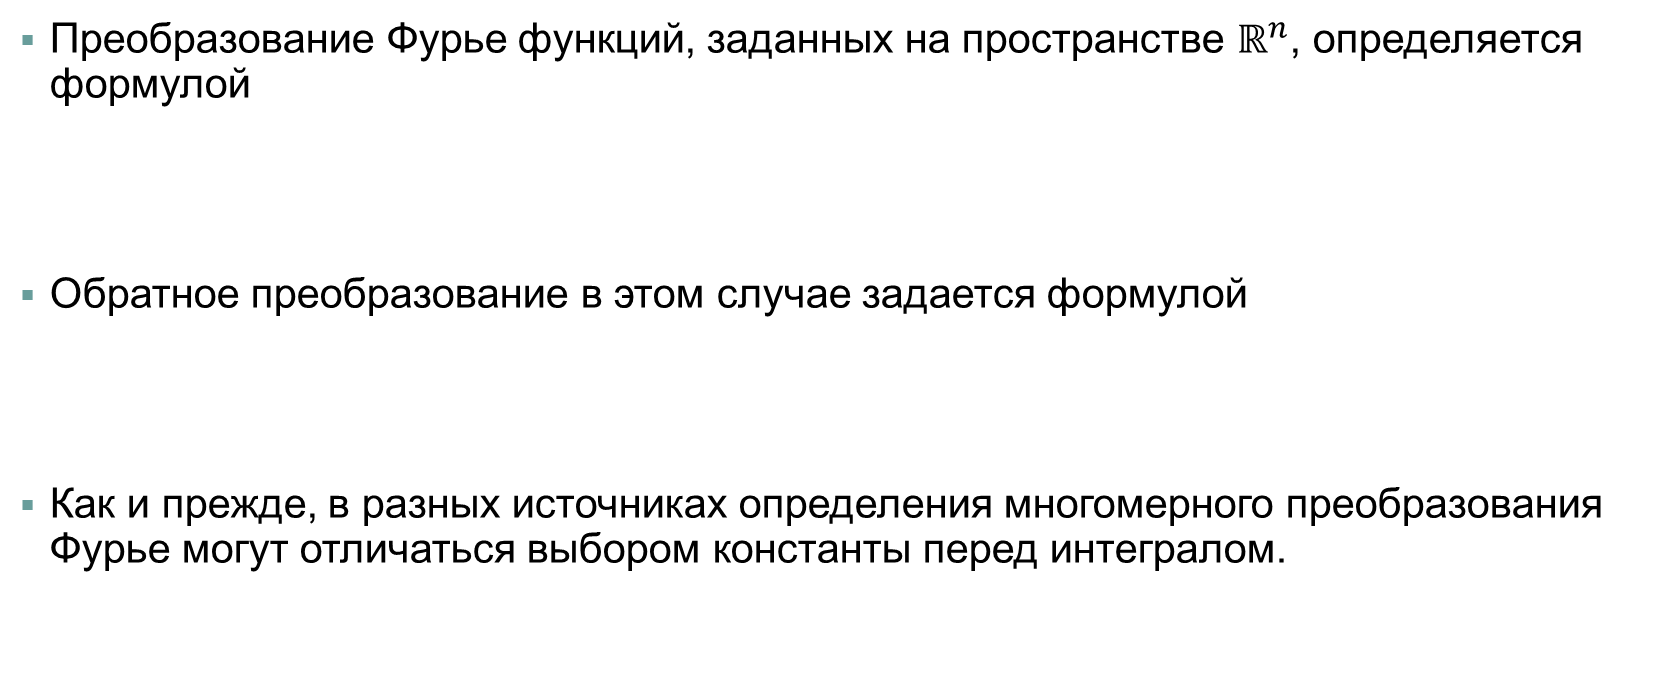 ▪ Преобразование Фурье функций, заданных на пространстве ℝⁿ, определяется
формулой
▪ Обратное преобразование в этом случае задается формулой
▪ Как и прежде, в разных источниках определения многомерного преобразования
Фурье могут отличаться выбором константы перед интегралом.